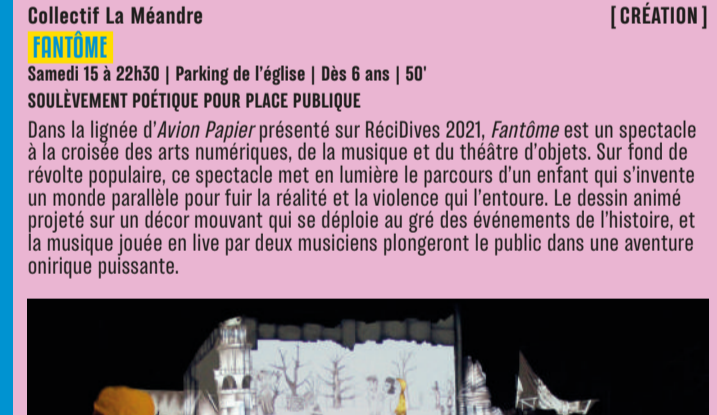 Collectif La Méandre [CRÉATION]
FANTÔME
Samedi 15 à 22h30 | Parking de l'église | Dès 6 ans | 50'
SOULÈVEMENT POÉTIQUE POUR PLACE PUBLIQUE
Dans la lignée d'Avion Papier présenté sur RéciDives 2021, Fantôme est un spectacle
à la croisée des arts numériques, de la musique et du théâtre d'objets. Sur fond de
révolte populaire, ce spectacle met en lumière le parcours d'un enfant qui s'invente
un monde parallèle pour fuir la réalité et la violence qui l'entoure. Le dessin animé
projeté sur un décor mouvant qui se déploie au gré des événements de l'histoire, et
la musique jouée en live par deux musiciens plongeront le public dans une aventure
onirique puissante.